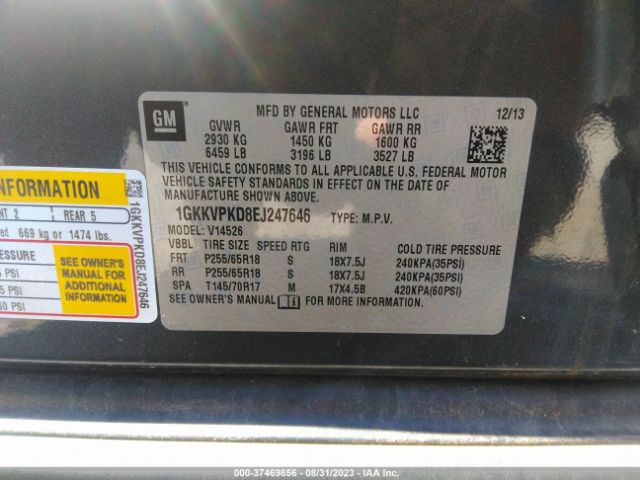 GM
MFD BY GENERAL MOTORS LLC 12/13
GVWR GAWR FRT GAWR RR
2930 KG 1450 KG 1600 KG
6459 LB 3196 LB 3527 LB
THIS VEHICLE CONFORMS TO ALL APPLICABLE U.S. FEDERAL MOTOR
VEHICLE SAFETY STANDARDS IN EFFECT ON THE DATE OF
MANUFACTURE SHOWN ABOVE.
1GKKVPKD8EJ247646 TYPE: M.P.V.
MODEL: V14526
VBBL TIRE SIZE SPEED RTG RIM COLD TIRE PRESSURE
FRT P255/65R18 S 18X7.5J 240KPA(35PSI)
RR P255/65R18 S 18X7.5J 240KPA(35PSI)
SPA T145/70R17 M 17X4.5B 420KPA(60PSI)
SEE OWNER'S MANUAL FOR MORE INFORMATION.
INFORMATION
2 REAR 5
669 kg or 1474 lbs.
SEE OWNER'S
MANUAL FOR
ADDITIONAL
INFORMATION
PSI
PSI
1GKKVPKD8EJ247646
000-37469856 - 08/31/2023 - IAA Inc.